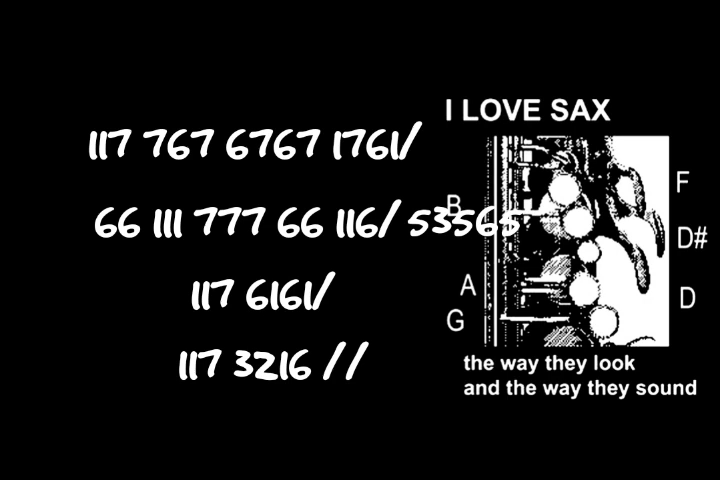 117 767 6767 1761/
66 111 777 66 116/ 53565
117 6161/
117 3216 //
I LOVE SAX
B
A
G
F
D#
D
the way they look
and the way they sound